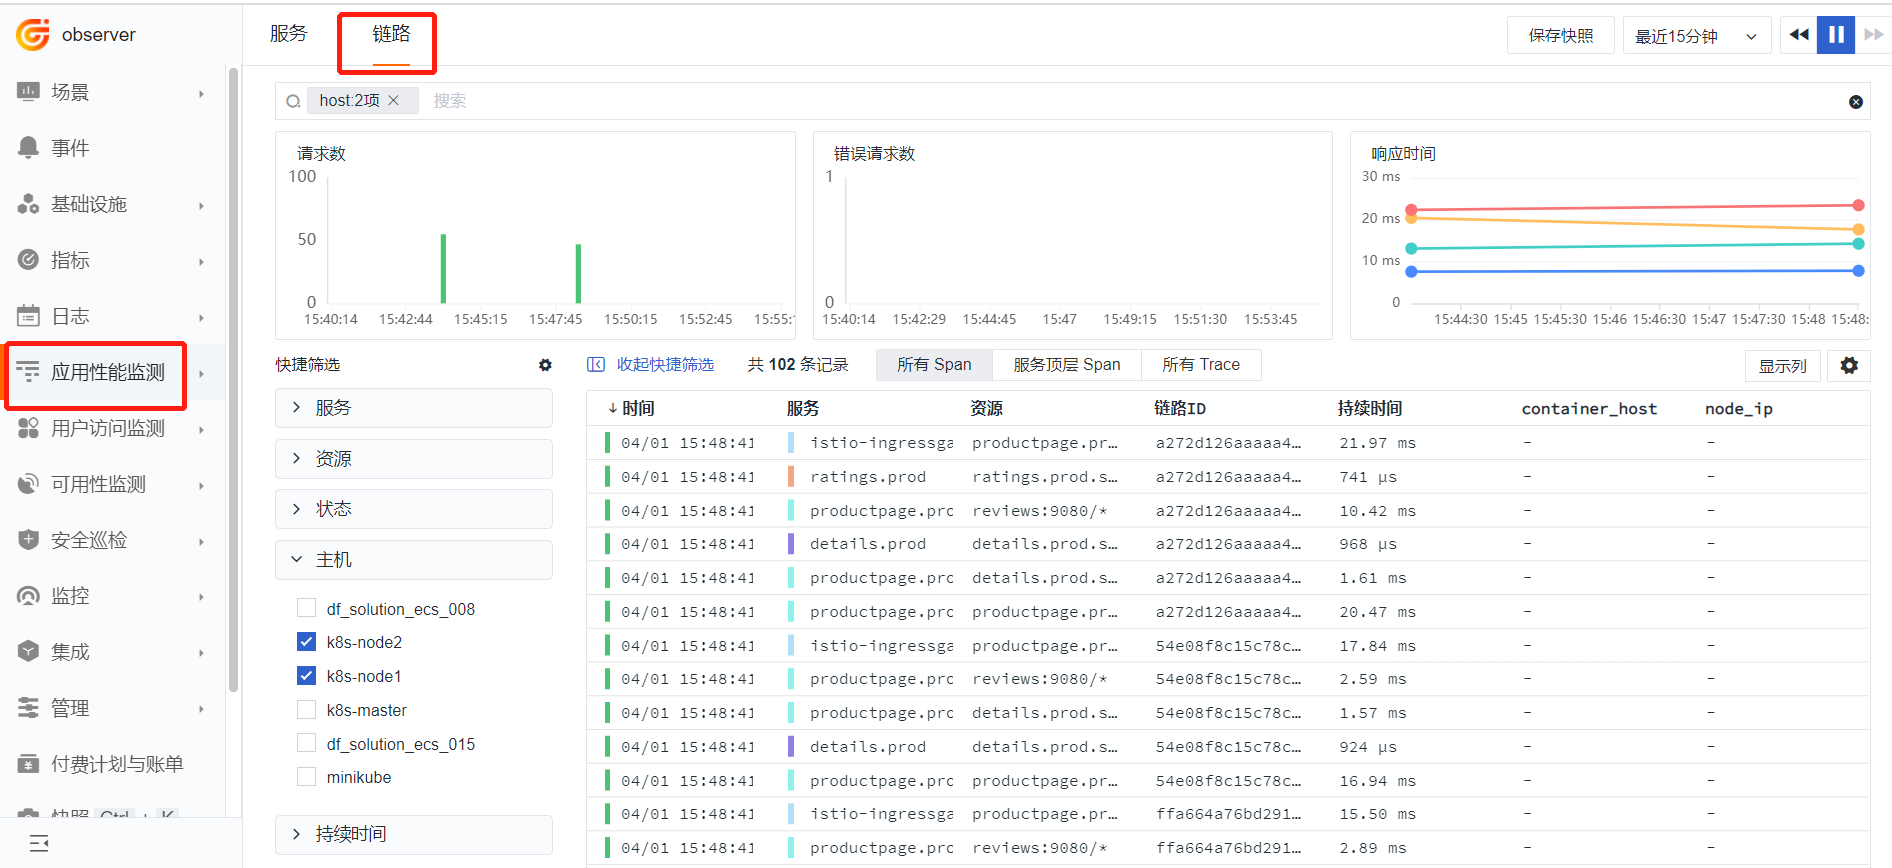 observer
场景
事件
基础设施
指标
日志
应用性能监测
用户访问监测
可用性监测
安全巡检
监控
集成
管理
付费计划与账单
快照 Ctrl + K
服务 链路
保存快照 最近15分钟
host:2项 搜索
请求数
100
50
0
15:40:14 15:42:44 15:45:15 15:47:45 15:50:15 15:52:45 15:55:
错误请求数
1
0
15:40:14 15:42:29 15:44:45 15:47 15:49:15 15:51:30 15:53:45
响应时间
30 ms
20 ms
10 ms
0
15:44:30 15:45 15:45:30 15:46 15:46:30 15:47 15:47:30 15:48 15:48:
快捷筛选
服务
资源
状态
主机
df_solution_ecs_008
k8s-node2
k8s-node1
k8s-master
df_solution_ecs_015
minikube
持续时间
收起快捷筛选 共 102 条记录 所有 Span 服务顶层 Span 所有 Trace 显示列
时间 服务 资源 链路ID 持续时间 container_host node_ip
04/01 15:48:41 istio-ingressga productpage.pr… a272d126aaaaa4… 21.97 ms - -
04/01 15:48:41 ratings.prod ratings.prod.s… a272d126aaaaa4… 741 μs - -
04/01 15:48:41 productpage.prc reviews:9080/* a272d126aaaaa4… 10.42 ms - -
04/01 15:48:41 details.prod details.prod.s… a272d126aaaaa4… 968 μs - -
04/01 15:48:41 productpage.prc details.prod.s… a272d126aaaaa4… 1.61 ms - -
04/01 15:48:41 productpage.prc productpage.pr… a272d126aaaaa4… 20.47 ms - -
04/01 15:48:41 istio-ingressga productpage.pr… 54e08f8c15c78c… 17.84 ms - -
04/01 15:48:41 productpage.prc reviews:9080/* 54e08f8c15c78c… 2.59 ms - -
04/01 15:48:41 productpage.prc details.prod.s… 54e08f8c15c78c… 1.57 ms - -
04/01 15:48:41 details.prod details.prod.s… 54e08f8c15c78c… 924 μs - -
04/01 15:48:41 productpage.prc productpage.pr… 54e08f8c15c78c… 16.94 ms - -
04/01 15:48:41 istio-ingressga productpage.pr… ffa664a76bd291… 15.50 ms - -
04/01 15:48:41 productpage.prc reviews:9080/* ffa664a76bd291… 2.89 ms - -